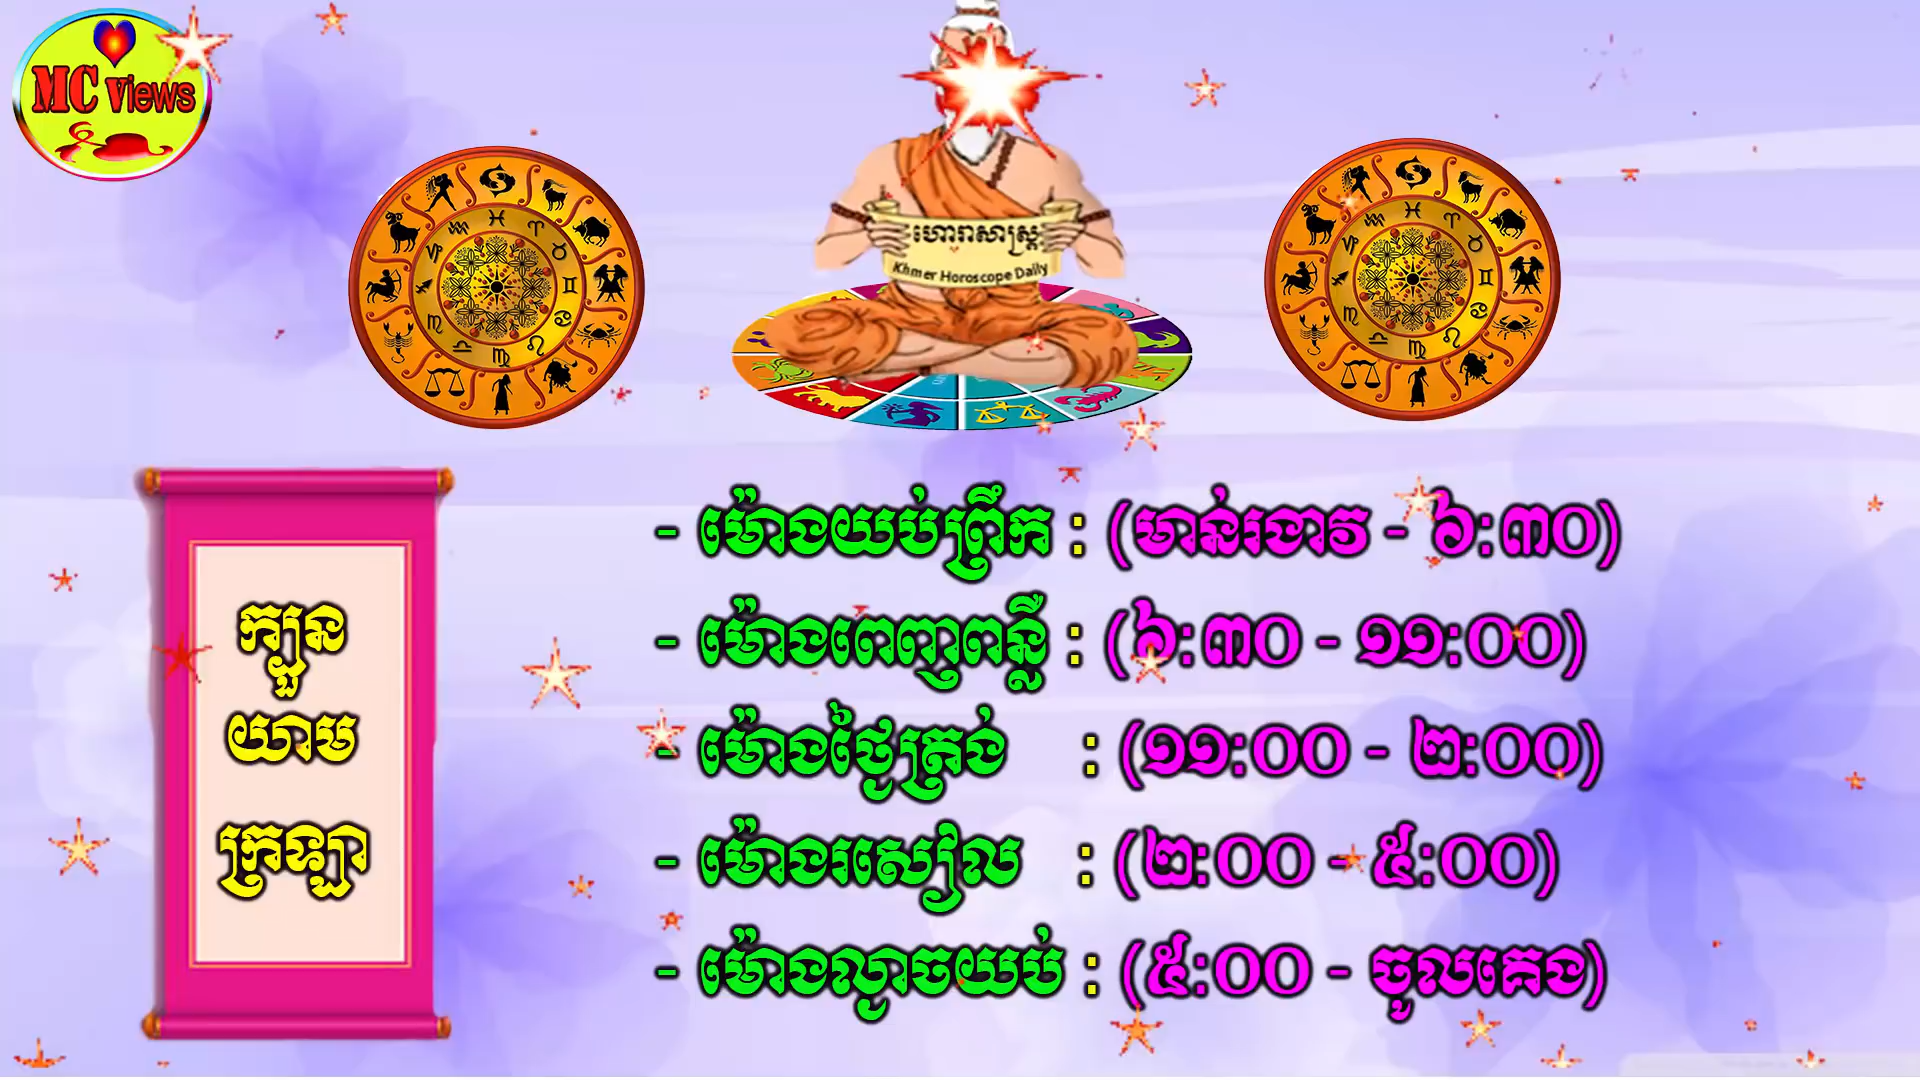 MC Views
ហោរាសាស្ត្រ
Khmer Horoscope Daily
ក្បួន
យាម
ក្រឡា
- ម៉ោងយប់ព្រឹក : (មាន់រងាវ - ៦:៣០)
- ម៉ោងពេញពន្លឺ : (៦:៣០ - ១១:០០)
- ម៉ោងថ្ងៃត្រង់ : (១១:០០ - ២:០០)
- ម៉ោងរសៀល : (២:០០ - ៥:០០)
- ម៉ោងល្ងាចយប់ : (៥:០០ - ចូលគេង)